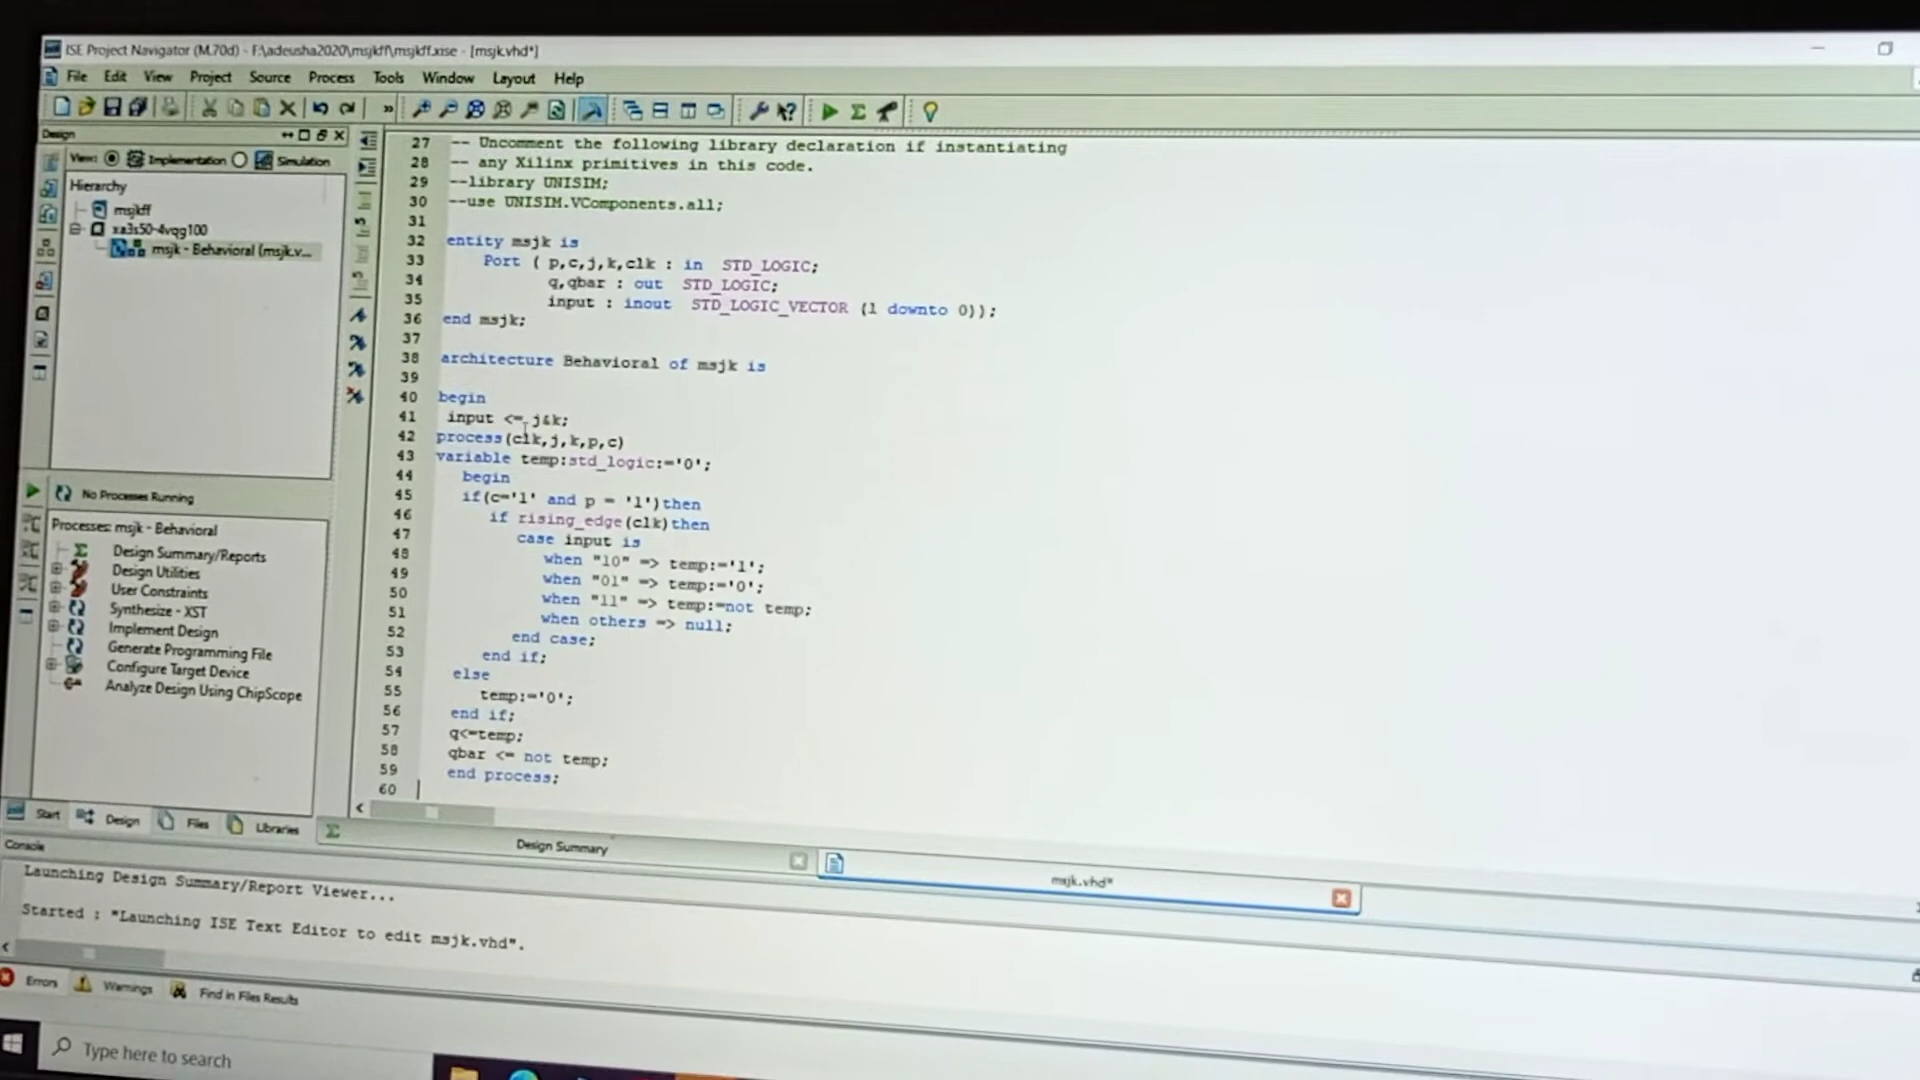 ISE Project Navigator (M.70d) - F:\adeusha2020\msjkff\msjkff.xise - [msjk.vhd*]
File Edit View Project Source Process Tools Window Layout Help
Design
View: Implementation Simulation
Hierarchy
msjkff
xa3s50-4vqg100
msjk - Behavioral (msjk.v...
No Processes Running
Processes: msjk - Behavioral
Design Summary/Reports
Design Utilities
User Constraints
Synthesize - XST
Implement Design
Generate Programming File
Configure Target Device
Analyze Design Using ChipScope
Start Design Files Libraries
27 -- Uncomment the following library declaration if instantiating
28 -- any Xilinx primitives in this code.
29 --library UNISIM;
30 --use UNISIM.VComponents.all;
31
32 entity msjk is
33 Port ( p,c,j,k,clk : in STD_LOGIC;
34 q,qbar : out STD_LOGIC;
35 input : inout STD_LOGIC_VECTOR (1 downto 0));
36 end msjk;
37
38 architecture Behavioral of msjk is
39
40 begin
41 input <= j&k;
42 process(clk,j,k,p,c)
43 variable temp:std_logic:='0';
44 begin
45 if(c='1' and p = '1')then
46 if rising_edge(clk)then
47 case input is
48 when "10" => temp:='1';
49 when "01" => temp:='0';
50 when "11" => temp:=not temp;
51 when others => null;
52 end case;
53 end if;
54 else
55 temp:='0';
56 end if;
57 q<=temp;
58 qbar <= not temp;
59 end process;
60
Design Summary
msjk.vhd*
Console
Launching Design Summary/Report Viewer...
Started : "Launching ISE Text Editor to edit msjk.vhd".
Errors Warnings Find in Files Results
Type here to search